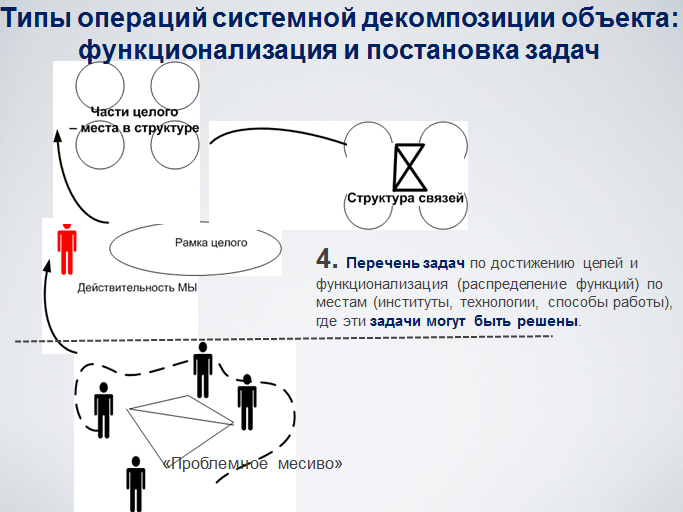 Типы операций системной декомпозиции объекта:
функционализация и постановка задач
Части целого
– места в структуре
Структура связей
Рамка целого
Действительность МЫ
4. Перечень задач по достижению целей и
функционализация (распределение функций) по
местам (институты, технологии, способы работы),
где эти задачи могут быть решены.
«Проблемное месиво»